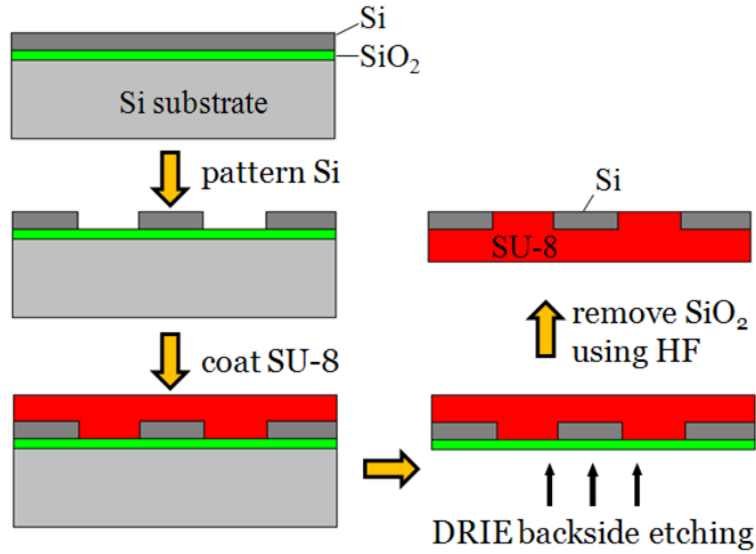 Si
SiO₂
Si substrate
pattern Si
coat SU-8
DRIE backside etching
remove SiO₂
using HF
Si
SU-8